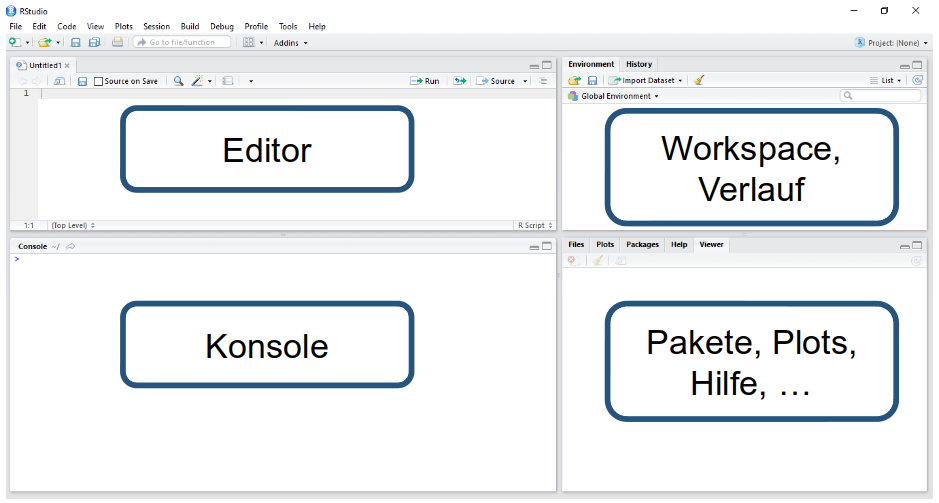 RStudio
File Edit Code View Plots Session Build Debug Profile Tools Help
Go to file/function Addins Project: (None)
Untitled1
Source on Save Run Source
1
Editor
1:1 (Top Level) R Script
Environment History
Import Dataset List
Global Environment
Workspace,
Verlauf
Console ~/
>
Konsole
Files Plots Packages Help Viewer
Pakete, Plots,
Hilfe, …